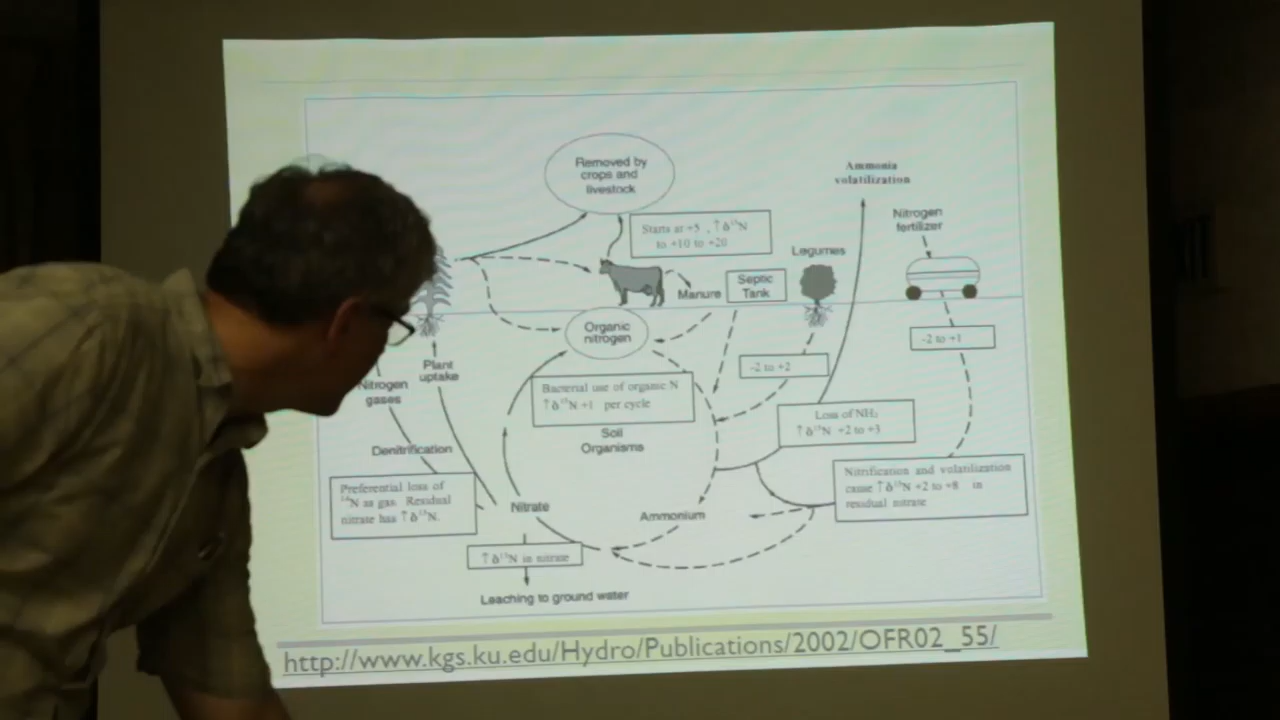 Removed by
crops and
livestock
Ammonia
volatilization
Nitrogen
fertilizer
Starts at +5 , ↑δ¹⁵N
to +10 to +20
Legumes
Manure
Septic
Tank
Organic
nitrogen
-2 to +1
Plant
uptake
Nitrogen
gases
-2 to +2
Bacterial use of organic N
↑δ¹⁵N +1 per cycle
Soil
Organisms
Loss of NH₃
↑δ¹⁵N +2 to +3
Denitrification
Preferential loss of
¹⁴N as gas. Residual
nitrate has ↑δ¹⁵N.
Nitrification and volatilization
cause ↑δ¹⁵N +2 to +8 in
residual nitrate
Nitrate
Ammonium
↑δ¹⁵N in nitrate
Leaching to ground water
http://www.kgs.ku.edu/Hydro/Publications/2002/OFR02_55/